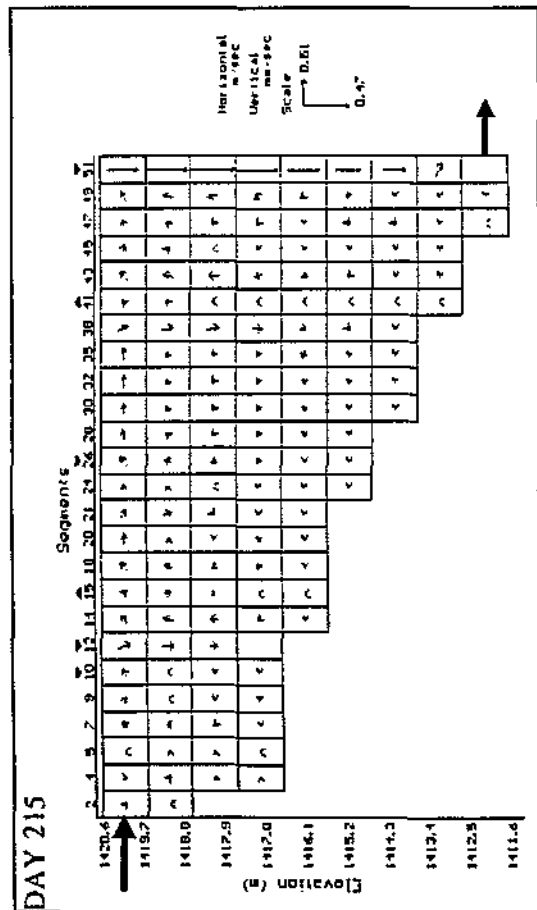 DAY 215
Segments
2 4 5 7 9 10 12 14 15 18 20 21 24 26 28 30 32 35 38 41 43 45 47 49 51
1420.6
1419.7
1418.8
1417.9
1417.0
1416.1
1415.2
1414.3
1413.4
1412.5
1411.6
Elevation (m)
Horizontal
m/sec
Vertical
mm/sec
Scale
0.61
0.47